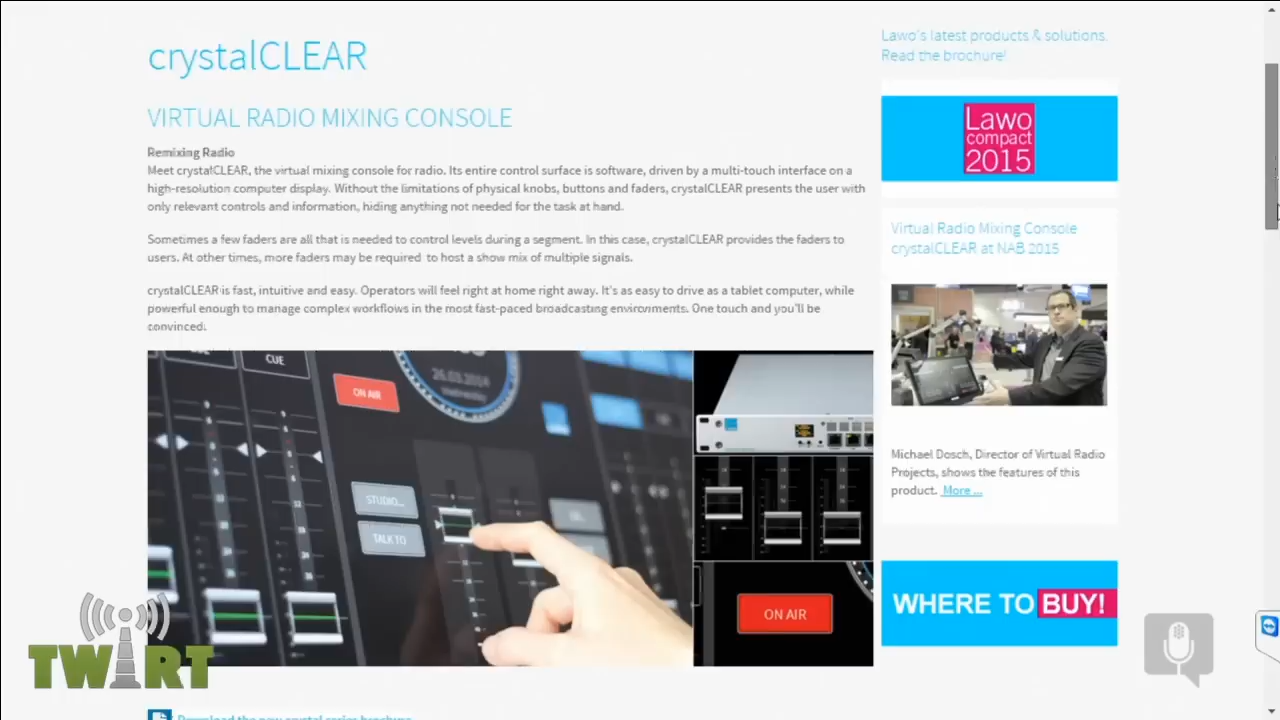 crystalCLEAR
VIRTUAL RADIO MIXING CONSOLE
Remixing Radio
Meet crystalCLEAR, the virtual mixing console for radio. Its entire control surface is software, driven by a multi-touch interface on a
high-resolution computer display. Without the limitations of physical knobs, buttons and faders, crystalCLEAR presents the user with
only relevant controls and information, hiding anything not needed for the task at hand.
Sometimes a few faders are all that is needed to control levels during a segment. In this case, crystalCLEAR provides the faders to
users. At other times, more faders may be required to host a show mix of multiple signals.
crystalCLEAR is fast, intuitive and easy. Operators will feel right at home right away. It's as easy to drive as a tablet computer, while
powerful enough to manage complex workflows in the most fast-paced broadcasting environments. One touch and you'll be
convinced.
CUE
ON AIR
26.03.2014
STUDIO...
TALK TO
ON AIR
Download the new crystal series brochure
Lawo's latest products & solutions.
Read the brochure!
Lawo
compact
2015
Virtual Radio Mixing Console
crystalCLEAR at NAB 2015
Michael Dosch, Director of Virtual Radio
Projects, shows the features of this
product. More ...
WHERE TO BUY!
TWIRT